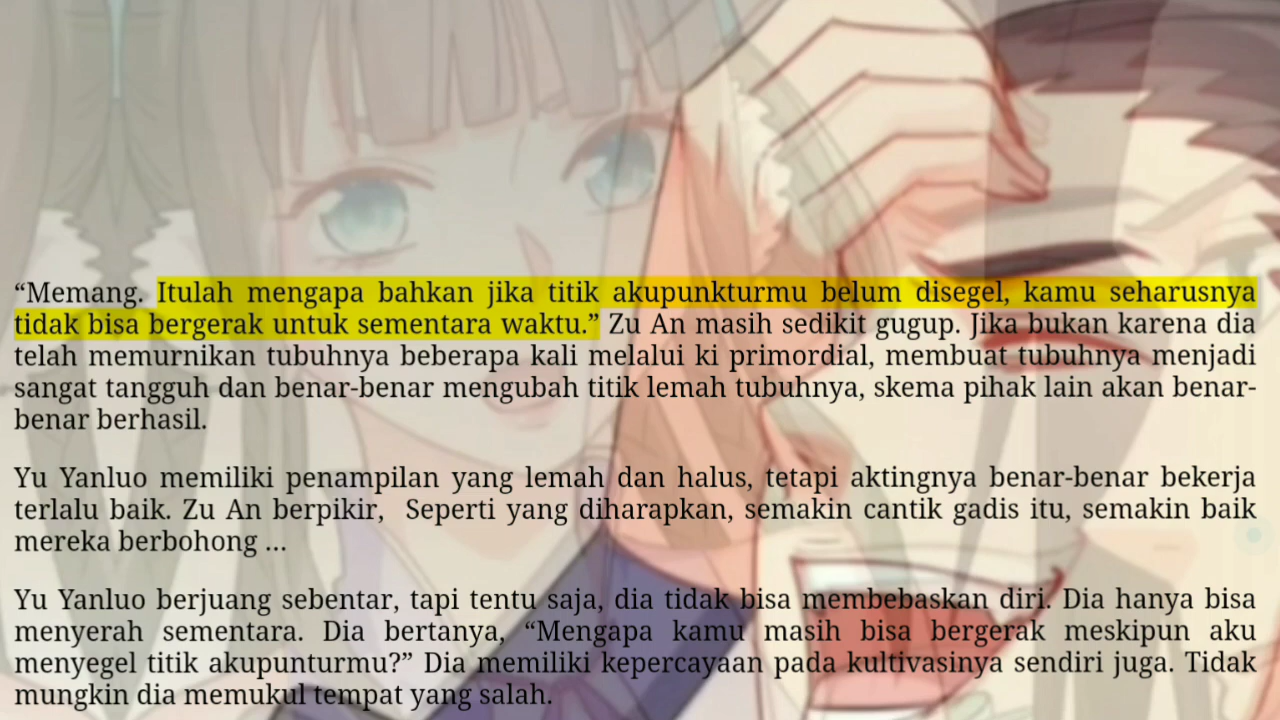 “Memang. Itulah mengapa bahkan jika titik akupunkturmu belum disegel, kamu seharusnya
tidak bisa bergerak untuk sementara waktu.” Zu An masih sedikit gugup. Jika bukan karena dia
telah memurnikan tubuhnya beberapa kali melalui ki primordial, membuat tubuhnya menjadi
sangat tangguh dan benar-benar mengubah titik lemah tubuhnya, skema pihak lain akan benar-
benar berhasil.
Yu Yanluo memiliki penampilan yang lemah dan halus, tetapi aktingnya benar-benar bekerja
terlalu baik. Zu An berpikir,  Seperti yang diharapkan, semakin cantik gadis itu, semakin baik
mereka berbohong ...
Yu Yanluo berjuang sebentar, tapi tentu saja, dia tidak bisa membebaskan diri. Dia hanya bisa
menyerah sementara. Dia bertanya, “Mengapa kamu masih bisa bergerak meskipun aku
menyegel titik akupunturmu?” Dia memiliki kepercayaan pada kultivasinya sendiri juga. Tidak
mungkin dia memukul tempat yang salah.